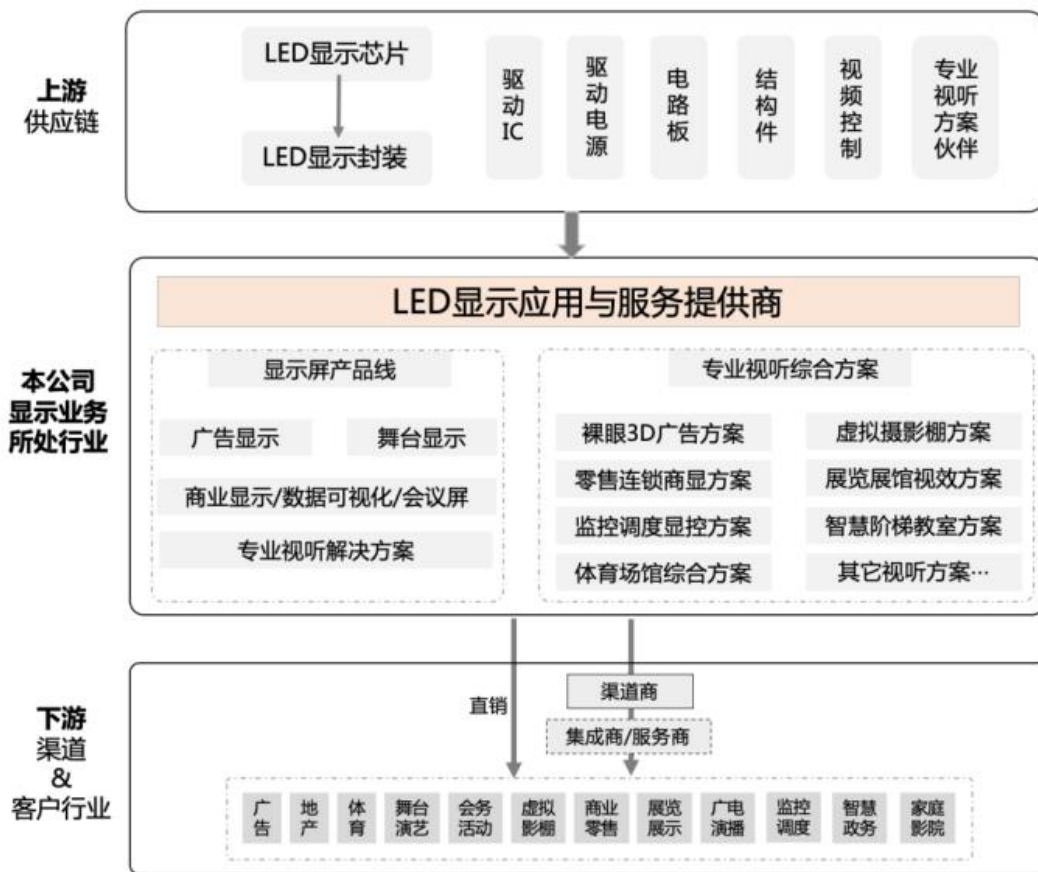 上游
供应链
LED显示芯片
LED显示封装
驱动IC
驱动电源
电路板
结构件
视频控制
专业
视听
方案
伙伴
本公司
显示业务
所处行业
LED显示应用与服务提供商
显示屏产品线
广告显示
舞台显示
商业显示/数据可视化/会议屏
专业视听解决方案
专业视听综合方案
裸眼3D广告方案
虚拟摄影棚方案
零售连锁商显方案
展览展馆视效方案
监控调度显控方案
智慧阶梯教室方案
体育场馆综合方案
其它视听方案…
下游
渠道
&
客户行业
直销
渠道商
集成商/服务商
广告
地产
体育
舞台
演艺
会务
活动
虚拟
影棚
商业
零售
展览
展示
广电
演播
监控
调度
智慧
政务
家庭
影院